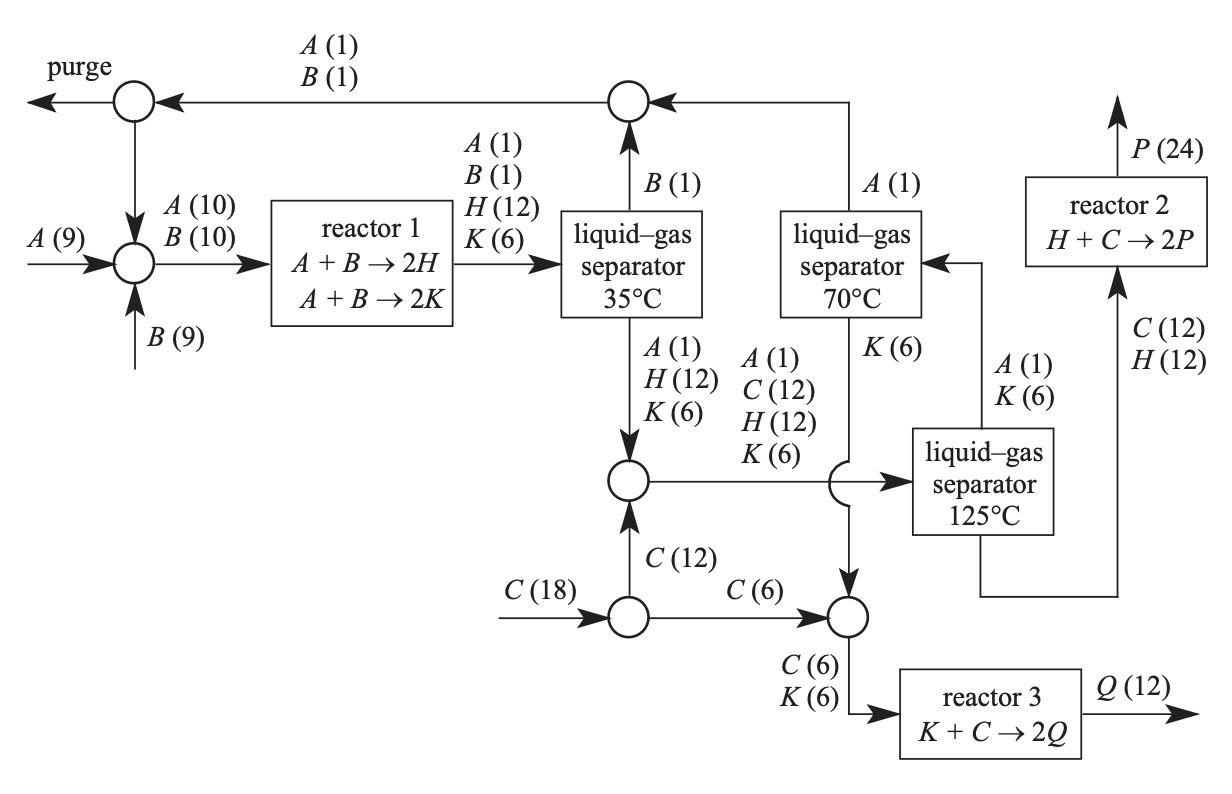 A (1)
B (1)
purge
A (1)
B (1)
H (12)
K (6)
P (24)
B (1)
A (1)
A (10)
B (10)
A (9)
reactor 1
A + B → 2H
A + B → 2K
liquid–gas
separator
35°C
liquid–gas
separator
70°C
reactor 2
H + C → 2P
B (9)
A (1)
H (12)
K (6)
A (1)
C (12)
H (12)
K (6)
K (6)
A (1)
K (6)
C (12)
H (12)
liquid–gas
separator
125°C
C (12)
C (18)
C (6)
C (6)
K (6)
reactor 3
K + C → 2Q
Q (12)